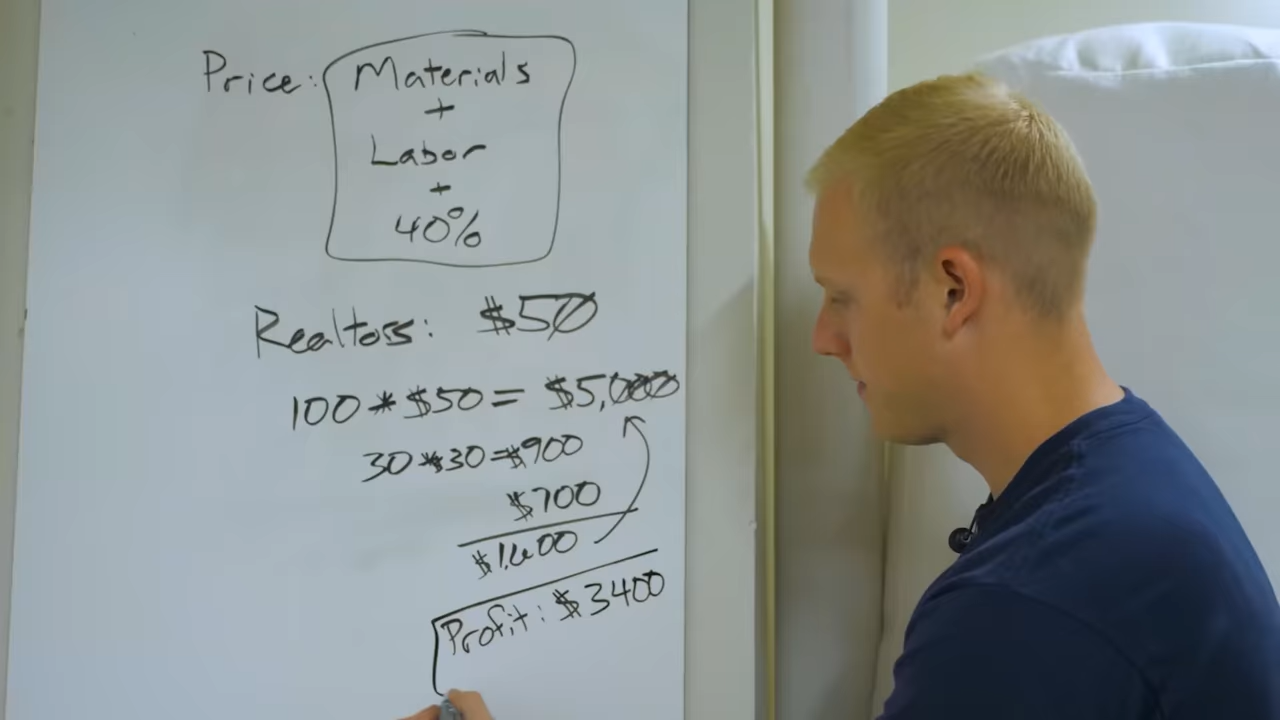 Price: Materials
+
Labor
+
40%
Realtors: $50
100 * $50 = $5,000
30 * 30 = $900
$700
$1,600
Profit: $3400